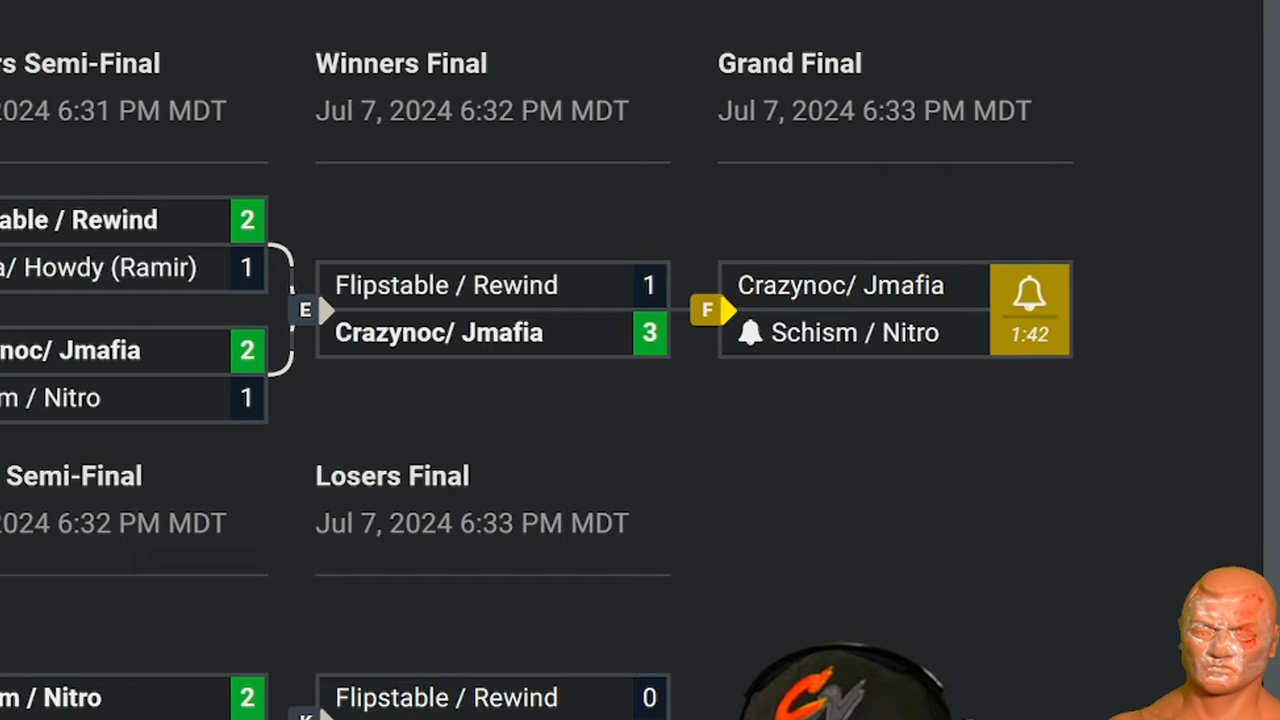 rs Semi-Final
2024 6:31 PM MDT
Winners Final
Jul 7, 2024 6:32 PM MDT
Grand Final
Jul 7, 2024 6:33 PM MDT
able / Rewind 2
a/ Howdy (Ramir) 1
noc/ Jmafia 2
m / Nitro 1
E
Flipstable / Rewind 1
Crazynoc/ Jmafia 3
F
Crazynoc/ Jmafia
Schism / Nitro
1:42
Semi-Final
2024 6:32 PM MDT
Losers Final
Jul 7, 2024 6:33 PM MDT
m / Nitro 2
K
Flipstable / Rewind 0